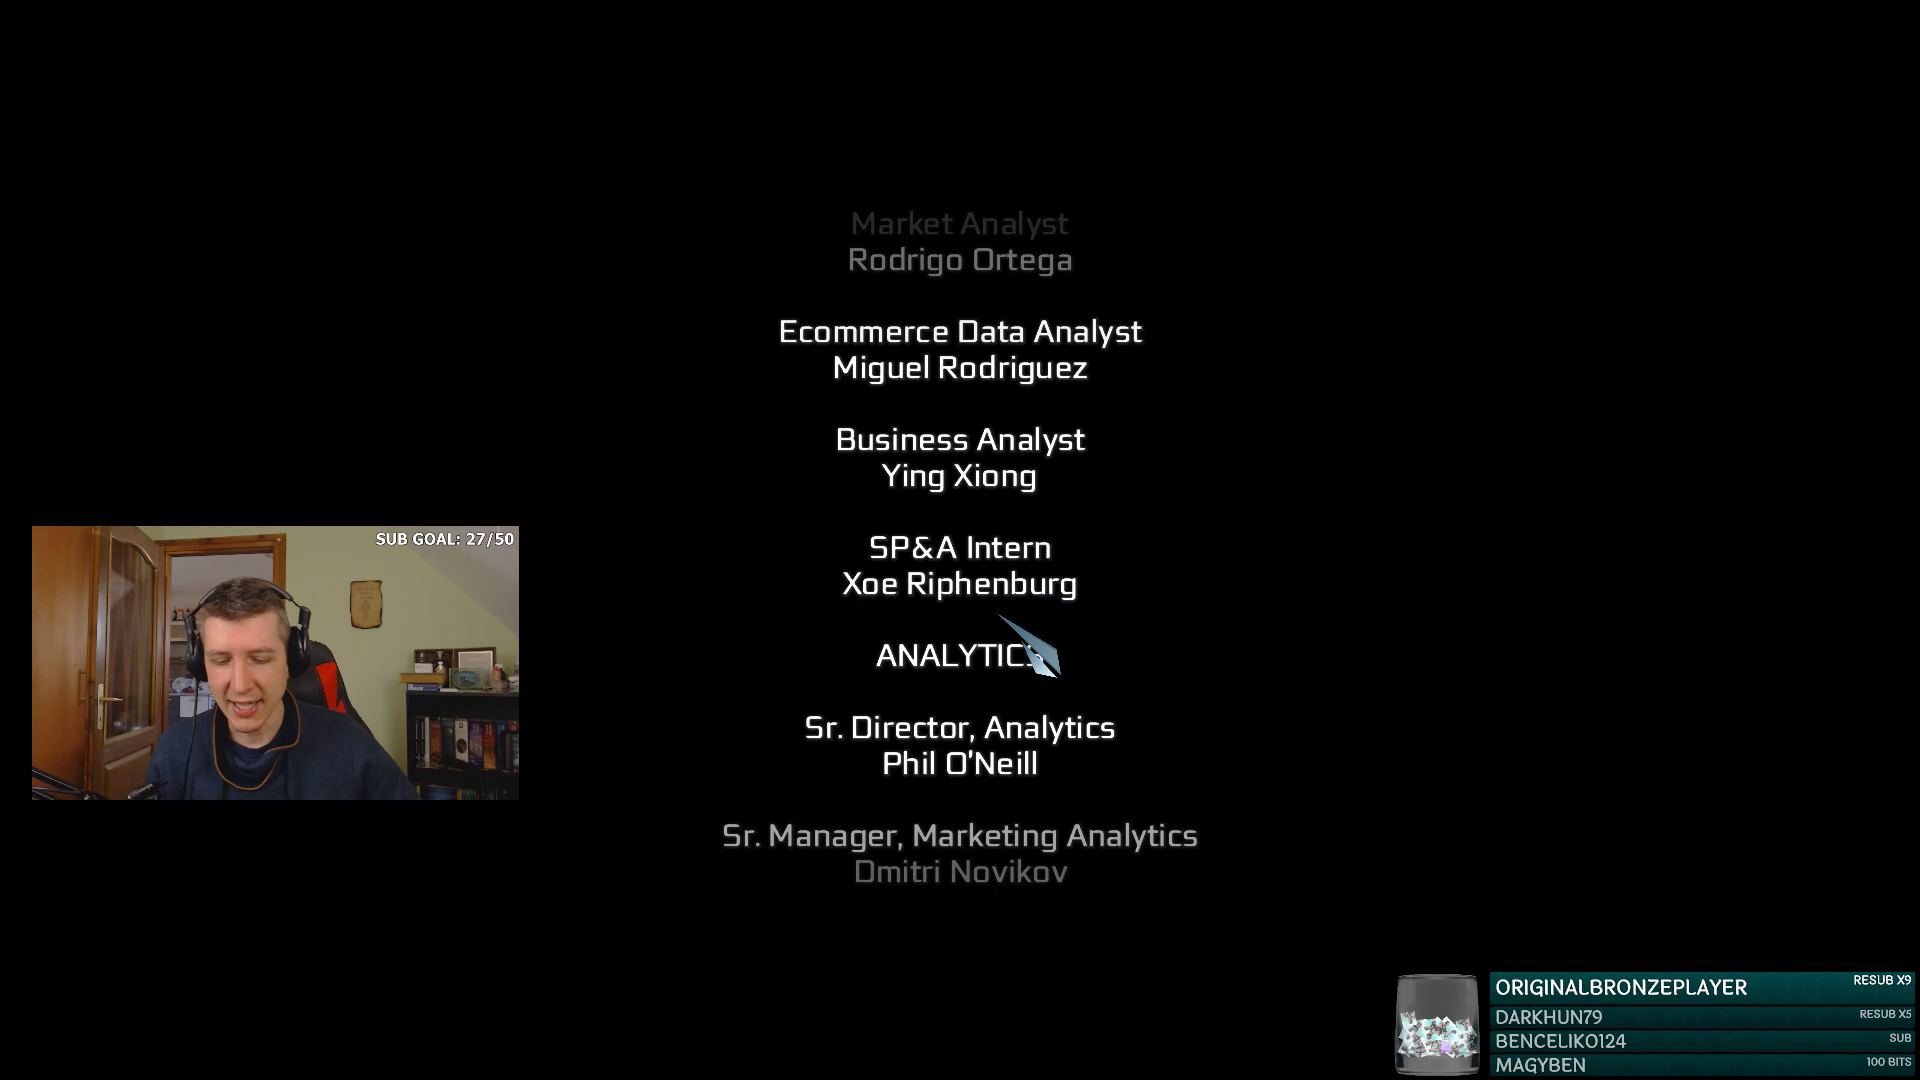 Market Analyst
Rodrigo Ortega
Ecommerce Data Analyst
Miguel Rodriguez
Business Analyst
Ying Xiong
SP&A Intern
Xoe Riphenburg
ANALYTICS
Sr. Director, Analytics
Phil O'Neill
Sr. Manager, Marketing Analytics
Dmitri Novikov
SUB GOAL: 27/50
ORIGINALBRONZEPLAYER RESUB X9
DARKHUN79 RESUB X5
BENCELIKO124 SUB
MAGYBEN 100 BITS